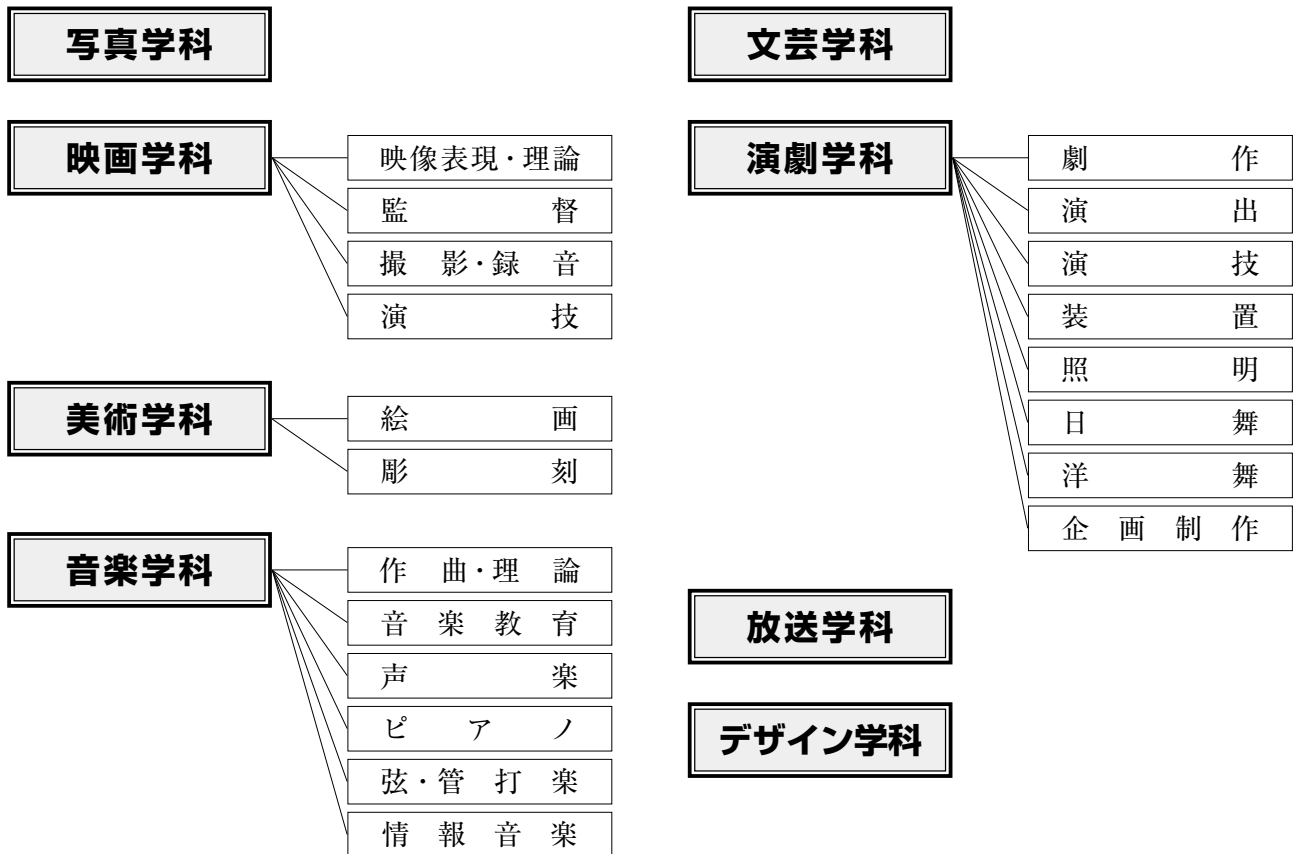 写真学科
映画学科
映像表現・理論
監督
撮影・録音
演技
美術学科
絵画
彫刻
音楽学科
作曲・理論
音楽教育
声楽
ピアノ
弦・管打楽
情報音楽
文芸学科
演劇学科
劇作
演出
演技
装置
照明
日舞
洋舞
企画制作
放送学科
デザイン学科